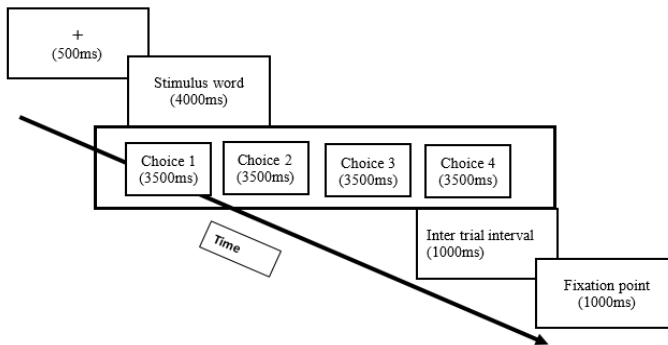 +
(500ms)
Stimulus word
(4000ms)
Choice 1
(3500ms)
Choice 2
(3500ms)
Choice 3
(3500ms)
Choice 4
(3500ms)
Time
Inter trial interval
(1000ms)
Fixation point
(1000ms)